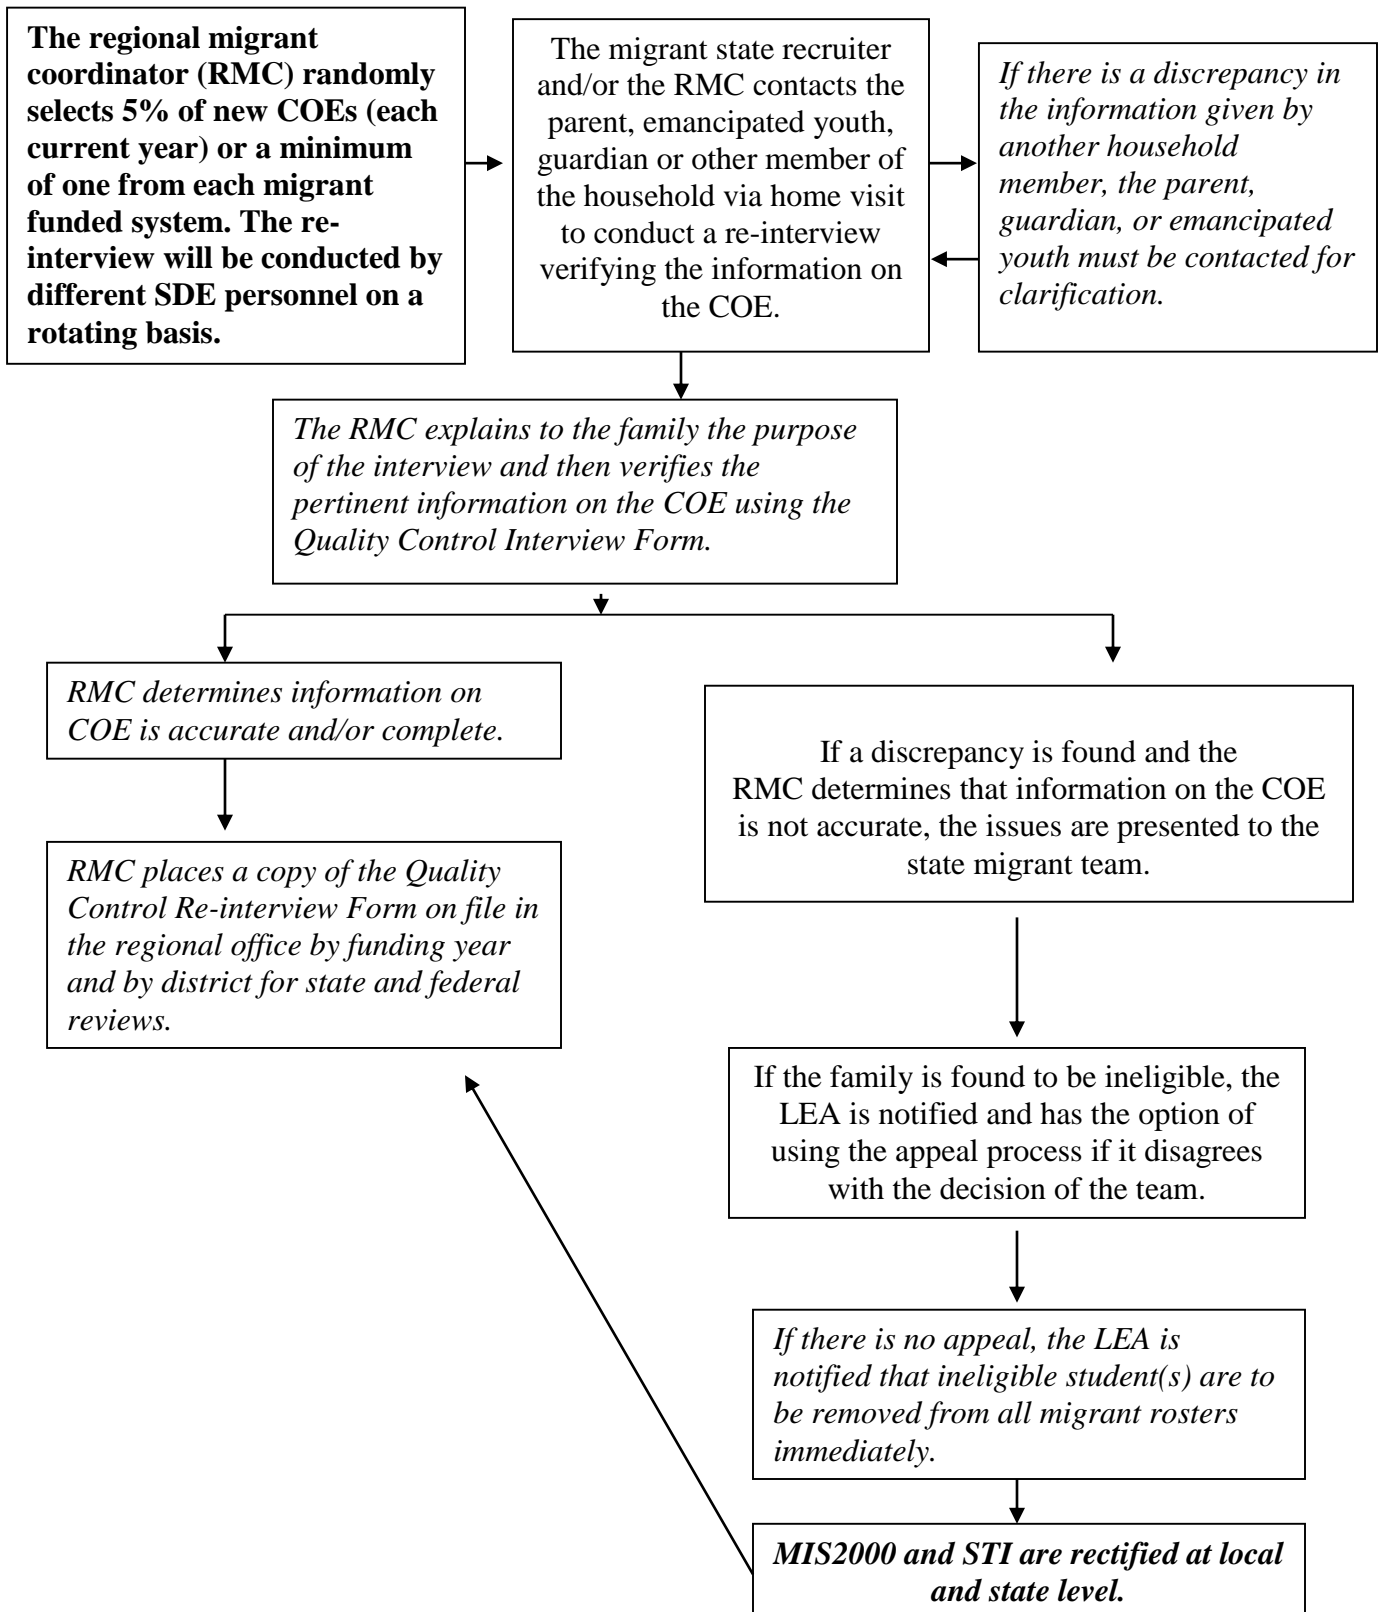 The regional migrant
coordinator (RMC) randomly
selects 5% of new COEs (each
current year) or a minimum
of one from each migrant
funded system. The re-
interview will be conducted by
different SDE personnel on a
rotating basis.
The migrant state recruiter
and/or the RMC contacts the
parent, emancipated youth,
guardian or other member of
the household via home visit
to conduct a re-interview
verifying the information on
the COE.
If there is a discrepancy in
the information given by
another household
member, the parent,
guardian, or emancipated
youth must be contacted for
clarification.
The RMC explains to the family the purpose
of the interview and then verifies the
pertinent information on the COE using the
Quality Control Interview Form.
RMC determines information on
COE is accurate and/or complete.
RMC places a copy of the Quality
Control Re-interview Form on file in
the regional office by funding year
and by district for state and federal
reviews.
If a discrepancy is found and the
RMC determines that information on the COE
is not accurate, the issues are presented to the
state migrant team.
If the family is found to be ineligible, the
LEA is notified and has the option of
using the appeal process if it disagrees
with the decision of the team.
If there is no appeal, the LEA is
notified that ineligible student(s) are to
be removed from all migrant rosters
immediately.
MIS2000 and STI are rectified at local
and state level.